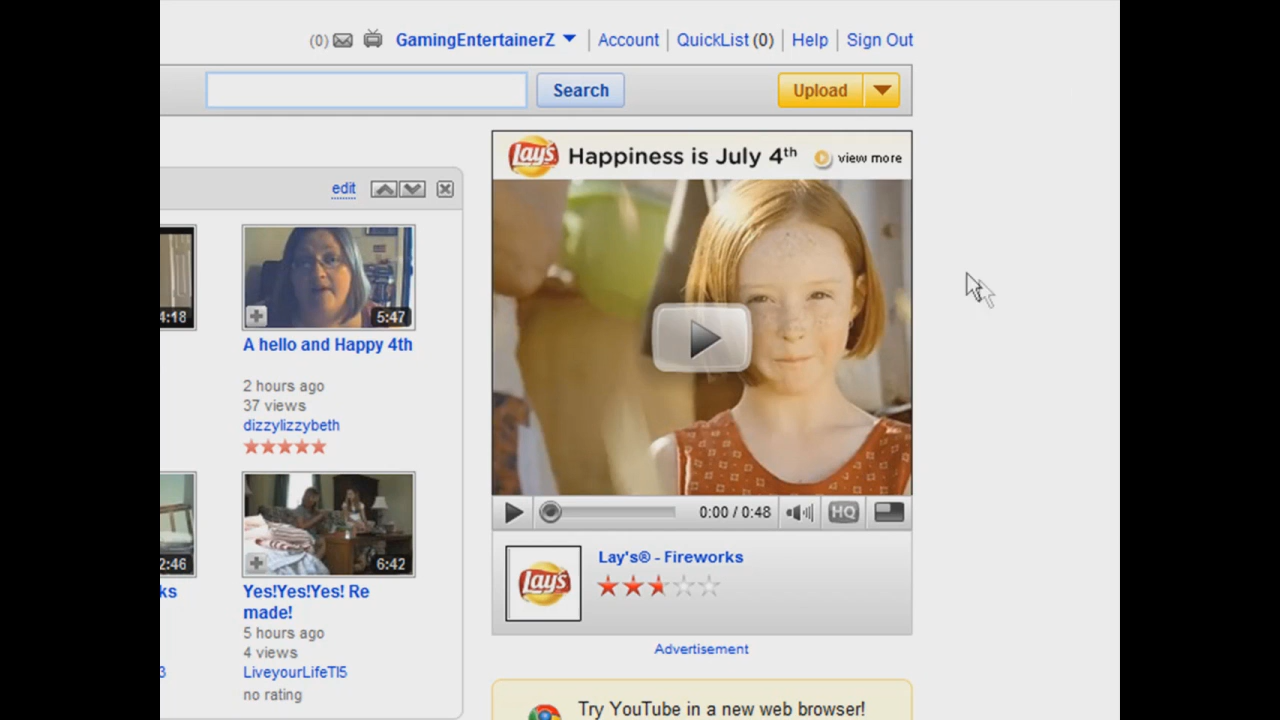 (0) GamingEntertainerZ Account QuickList (0) Help Sign Out
Search Upload
edit
4:18
5:47
A hello and Happy 4th
2 hours ago
37 views
dizzylizzybeth
2:46
6:42
ks
Yes!Yes!Yes! Re
made!
5 hours ago
4 views
3
LiveyourLifeTI5
no rating
Lay's Happiness is July 4th view more
0:00 / 0:48 HQ
Lay's
Lay's® - Fireworks
Advertisement
Try YouTube in a new web browser!